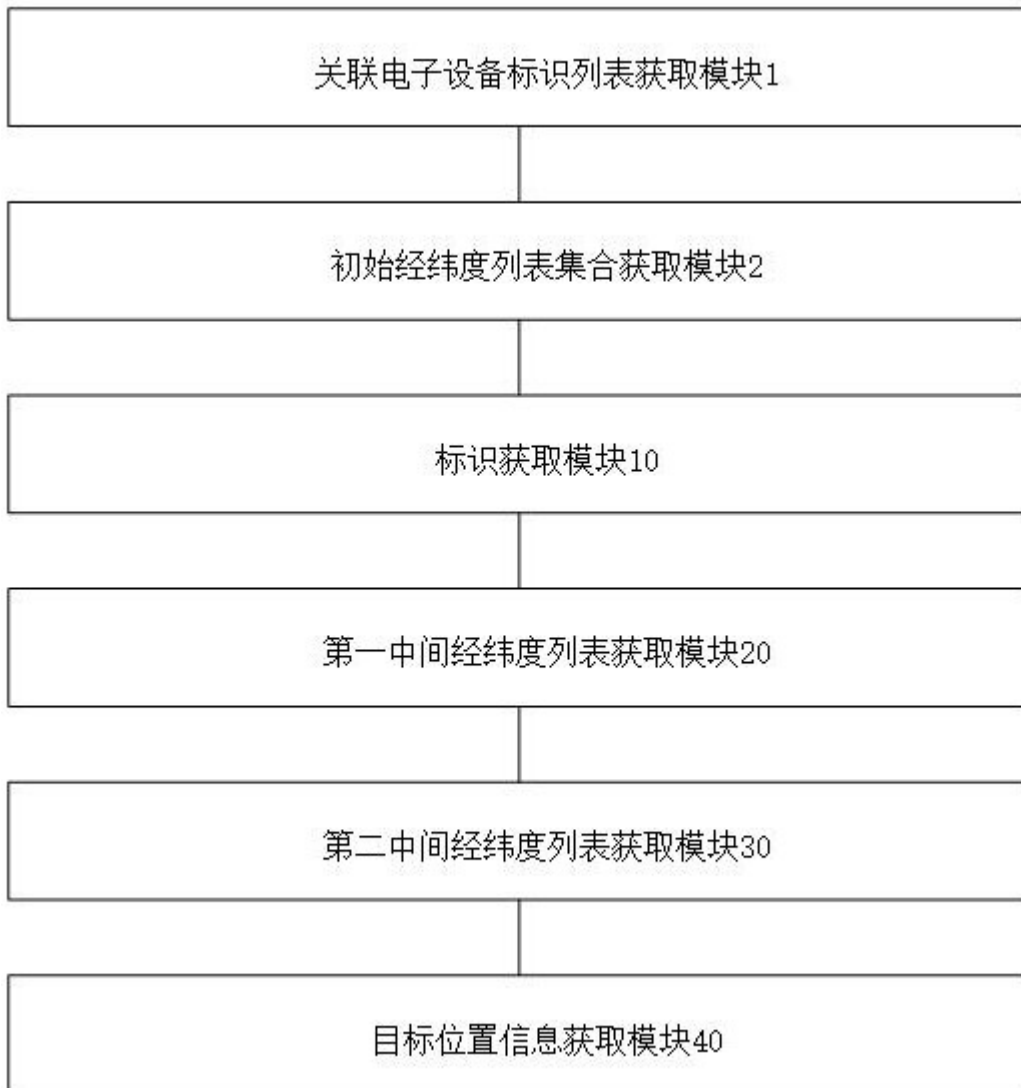 关联电子设备标识列表获取模块1
初始经纬度列表集合获取模块2
标识获取模块10
第一中间经纬度列表获取模块20
第二中间经纬度列表获取模块30
目标位置信息获取模块40